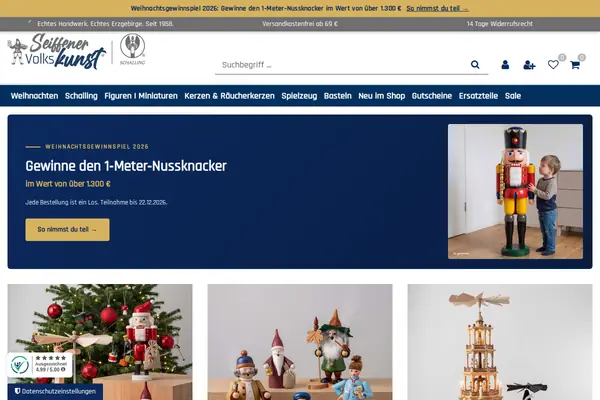 Weihnachtsgewinnspiel 2026: Gewinne den 1-Meter-Nussknacker im Wert von über 1.300 € So nimmst du teil →
Echtes Handwerk. Echtes Erzgebirge. Seit 1958. Versandkostenfrei ab 69 € 14 Tage Widerrufsrecht
Seiffener
Volkskunst
SCHALLING
Suchbegriff ...
0 0
Weihnachten Schalling Figuren I Miniaturen Kerzen & Räucherkerzen Spielzeug Basteln Neu im Shop Gutscheine Ersatzteile Sale
WEIHNACHTSGEWINNSPIEL 2026
Gewinne den 1-Meter-Nussknacker
im Wert von über 1.300 €
Jede Bestellung ist ein Los. Teilnahme bis 22.12.2026.
So nimmst du teil →
Ausgezeichnet
4.99 / 5.00
Datenschutzeinstellungen